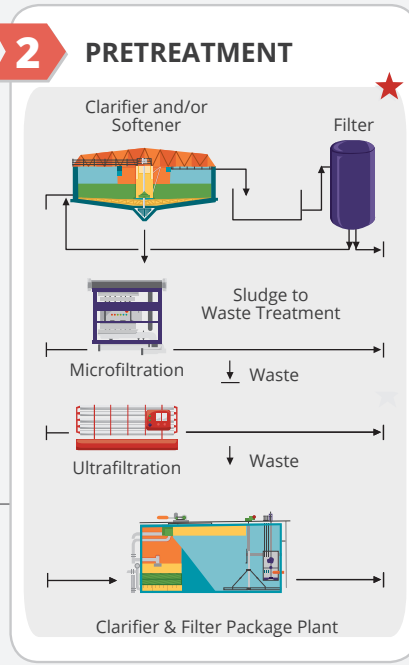 2 PRETREATMENT
Clarifier and/or
Softener
Filter
Sludge to
Waste Treatment
Microfiltration
Waste
Ultrafiltration
Waste
Clarifier & Filter Package Plant